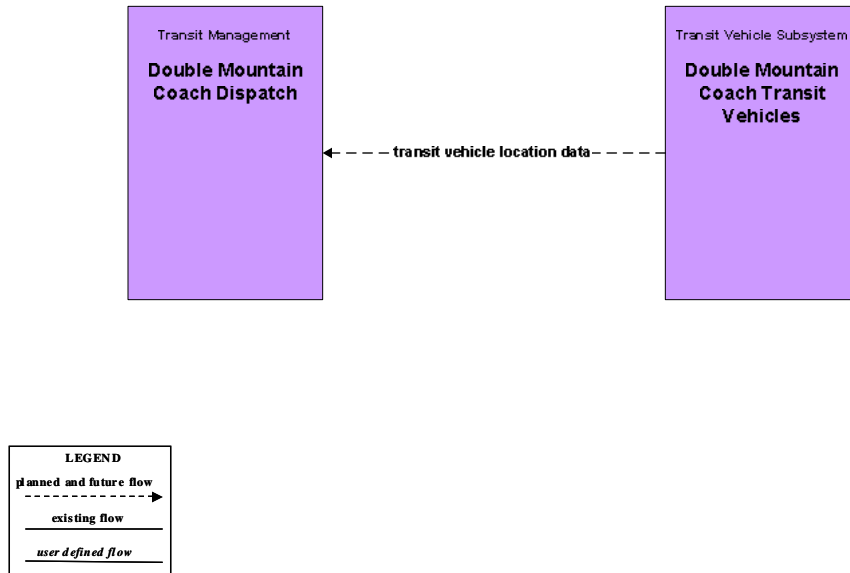 Transit Management
Double Mountain
Coach Dispatch
Transit Vehicle Subsystem
Double Mountain
Coach Transit
Vehicles
transit vehicle location data
LEGEND
planned and future flow
existing flow
user defined flow